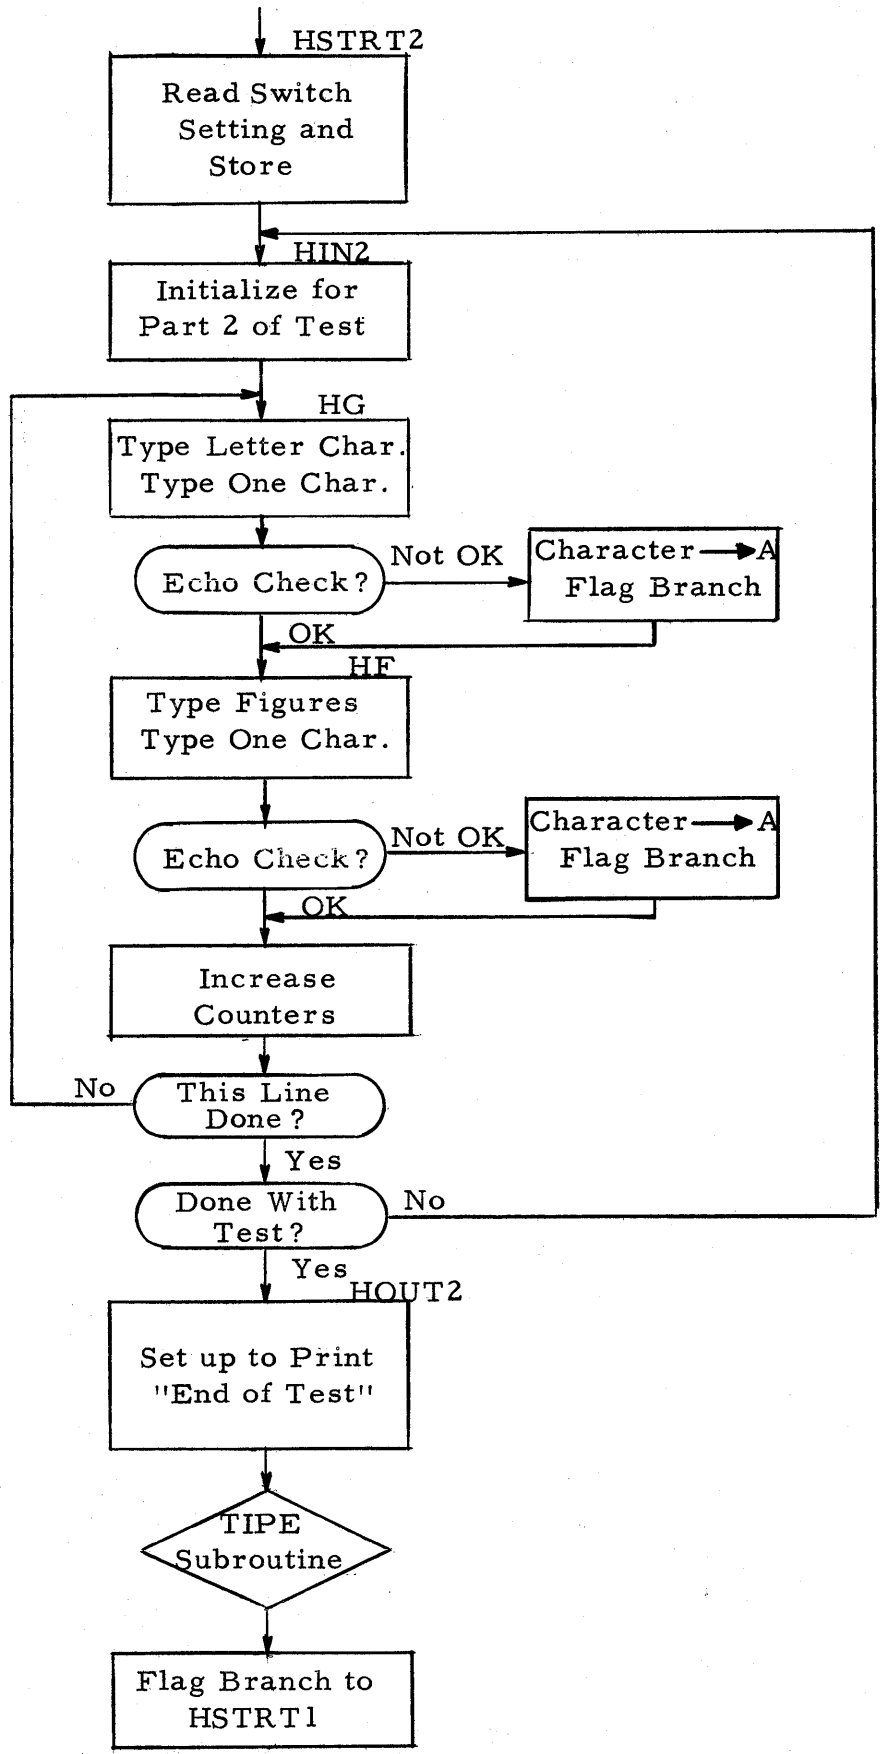 HSTRT2
Read Switch
Setting and
Store
HIN2
Initialize for
Part 2 of Test
HG
Type Letter Char.
Type One Char.
Echo Check?
Not OK
Character → A
Flag Branch
OK
HF
Type Figures
Type One Char.
Echo Check?
Not OK
Character → A
Flag Branch
OK
Increase
Counters
No
This Line
Done?
Yes
Done With
Test?
No
Yes
HOUT2
Set up to Print
"End of Test"
TIPE
Subroutine
Flag Branch to
HSTRT1